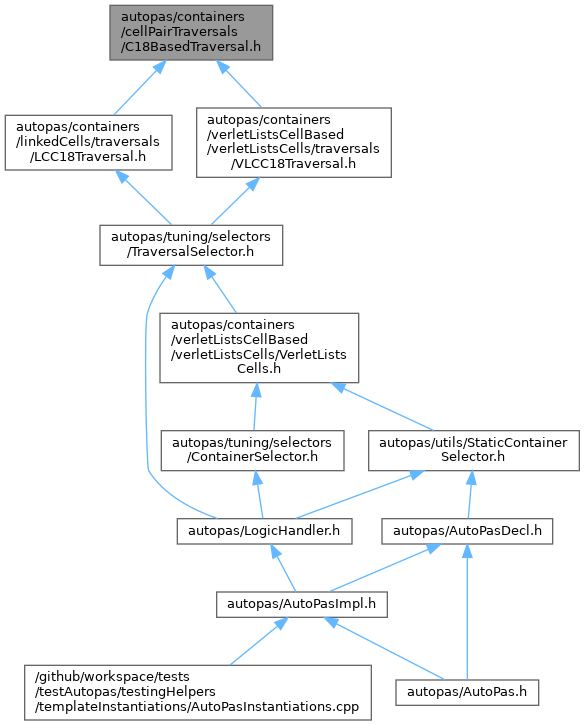 autopas/containers
/cellPairTraversals
/C18BasedTraversal.h
autopas/containers
/linkedCells/traversals
/LCC18Traversal.h
autopas/containers
/verletListsCellBased
/verletListsCells/traversals
/VLCC18Traversal.h
autopas/tuning/selectors
/TraversalSelector.h
autopas/containers
/verletListsCellBased
/verletListsCells/VerletLists
Cells.h
autopas/tuning/selectors
/ContainerSelector.h
autopas/utils/StaticContainer
Selector.h
autopas/LogicHandler.h
autopas/AutoPasDecl.h
autopas/AutoPasImpl.h
/github/workspace/tests
/testAutopas/testingHelpers
/templateInstantiations/AutoPasInstantiations.cpp
autopas/AutoPas.h